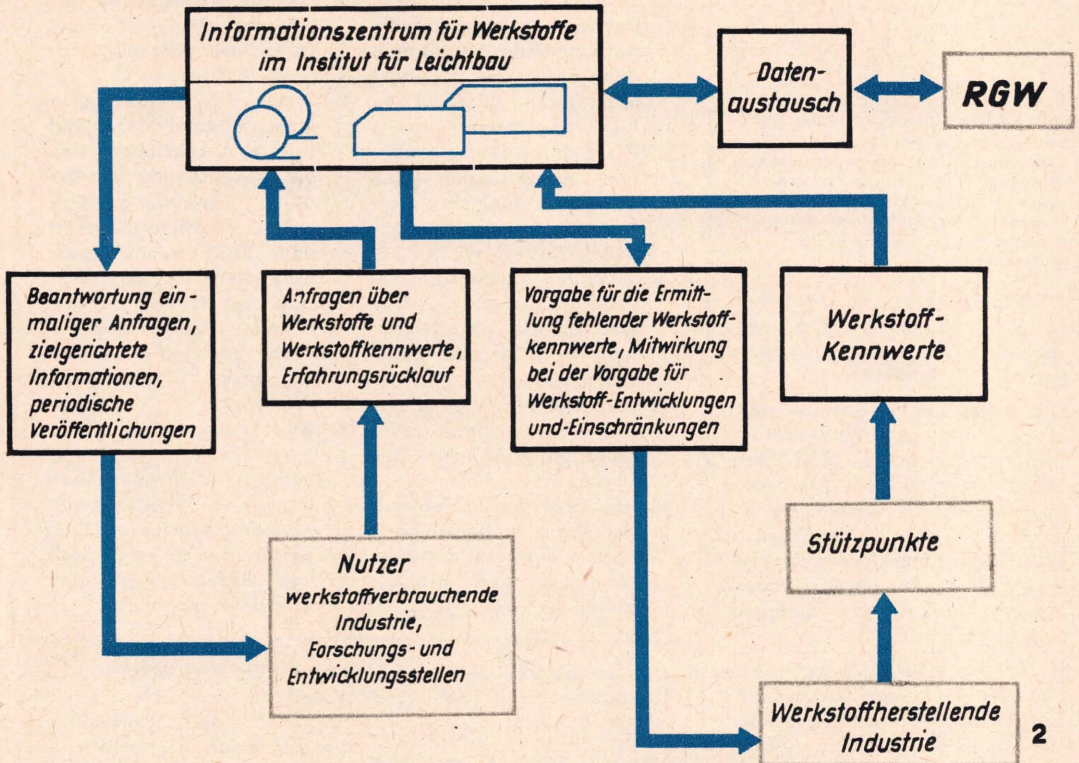 Informationszentrum für Werkstoffe
im Institut für Leichtbau
Daten-
austausch
RGW
Beantwortung ein-
maliger Anfragen,
zielgerichtete
Informationen,
periodische
Veröffentlichungen
Anfragen über
Werkstoffe und
Werkstoffkennwerte,
Erfahrungsrücklauf
Vorgabe für die Ermitt-
lung fehlender Werkstoff-
kennwerte, Mitwirkung
bei der Vorgabe für
Werkstoff-Entwicklungen
und-Einschränkungen
Werkstoff-
Kennwerte
Nutzer
werkstoffverbrauchende
Industrie,
Forschungs- und
Entwicklungsstellen
Stützpunkte
Werkstoffherstellende
Industrie
2